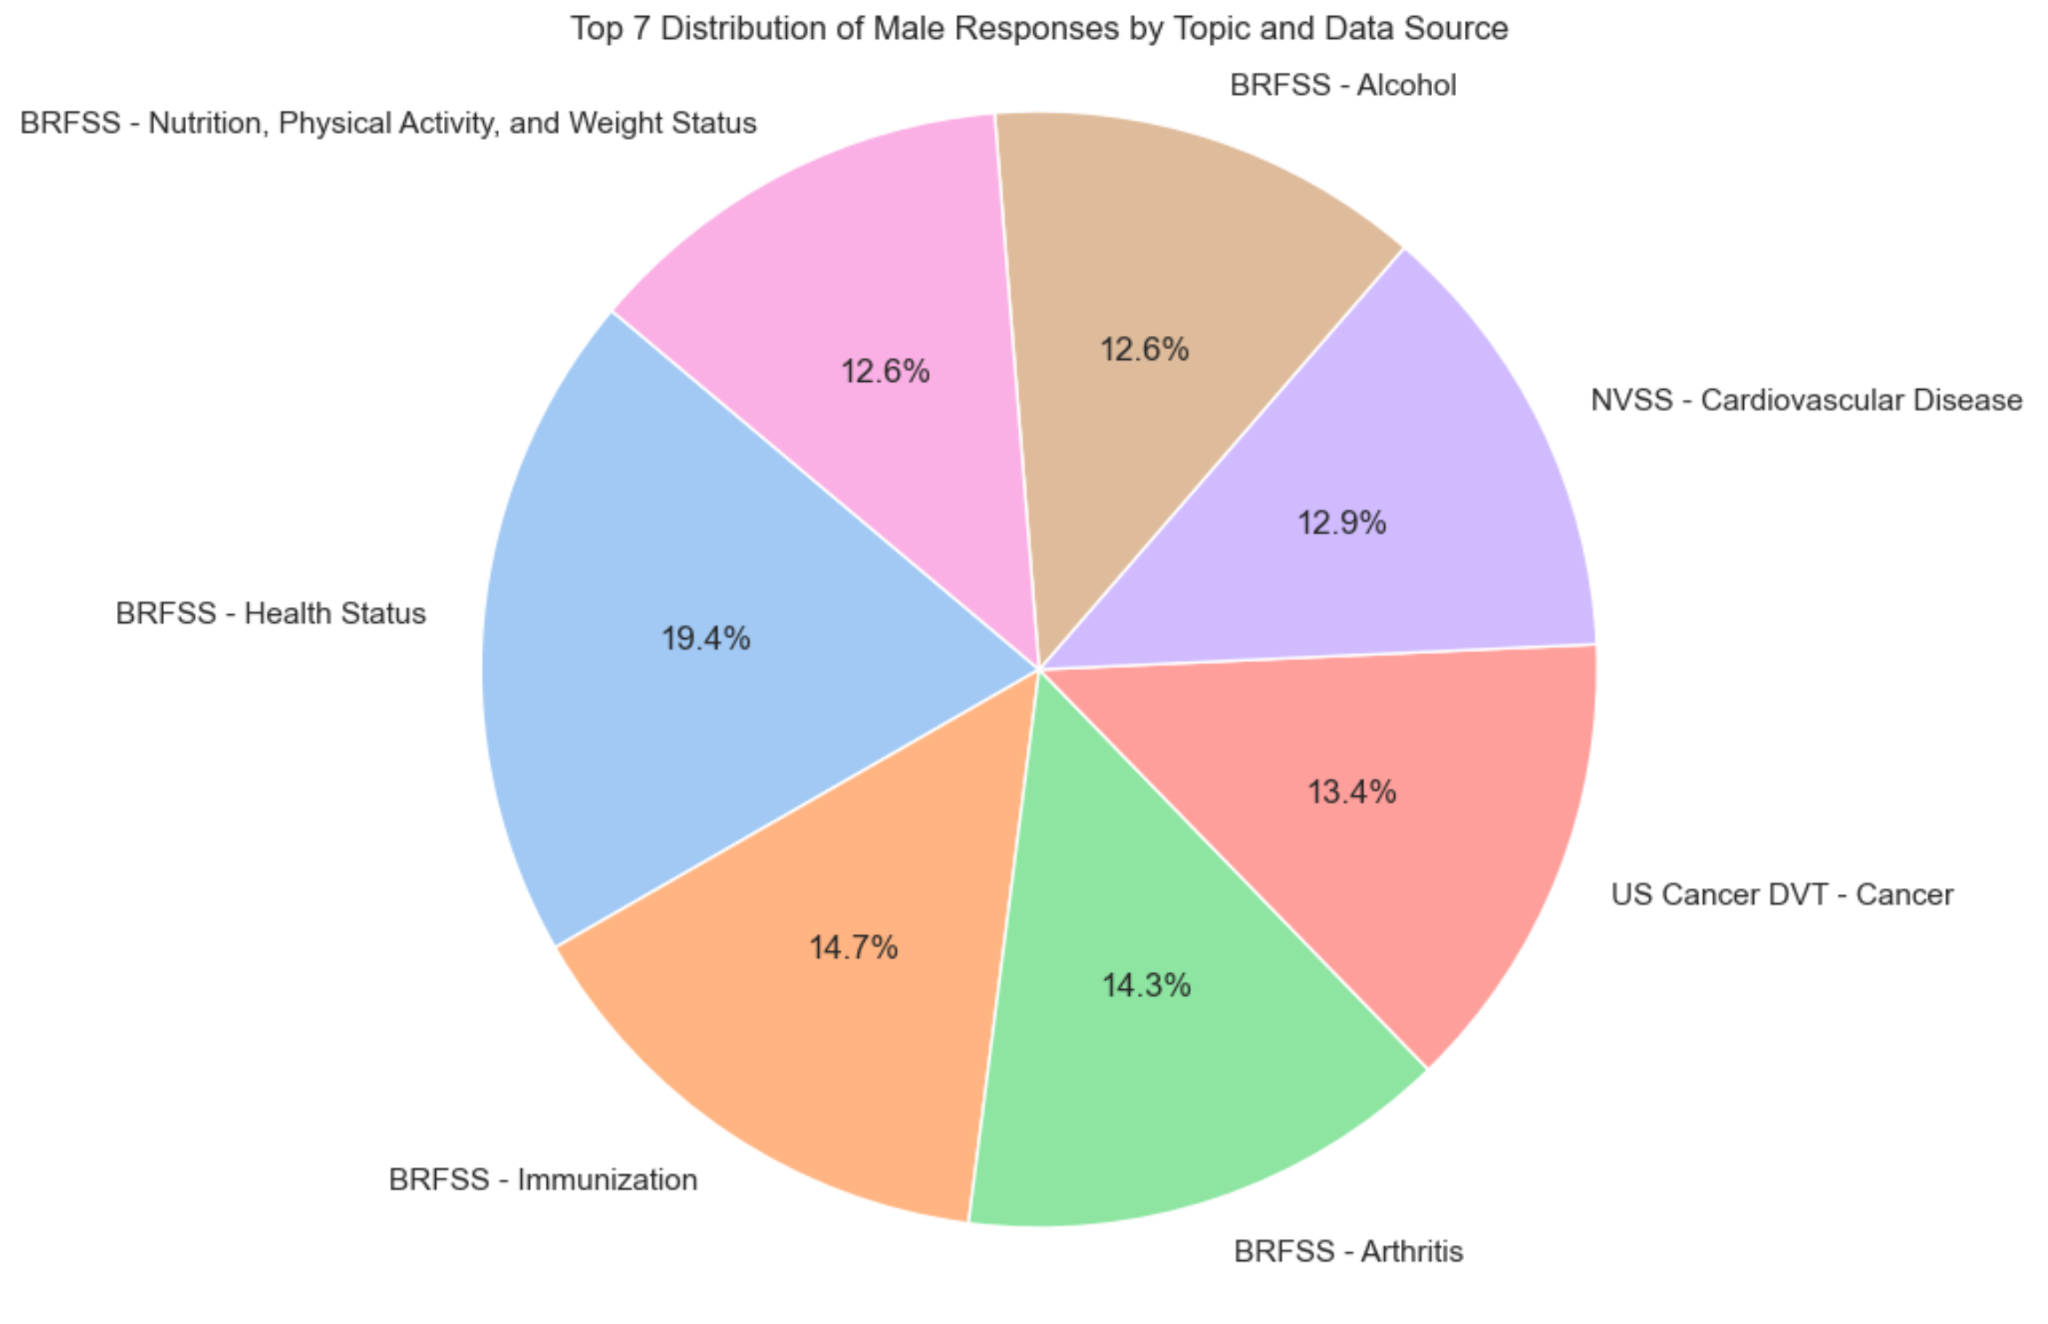 Top 7 Distribution of Male Responses by Topic and Data Source
BRFSS - Alcohol
BRFSS - Nutrition, Physical Activity, and Weight Status
12.6%
12.6%
NVSS - Cardiovascular Disease
12.9%
BRFSS - Health Status
19.4%
13.4%
US Cancer DVT - Cancer
14.7%
14.3%
BRFSS - Immunization
BRFSS - Arthritis